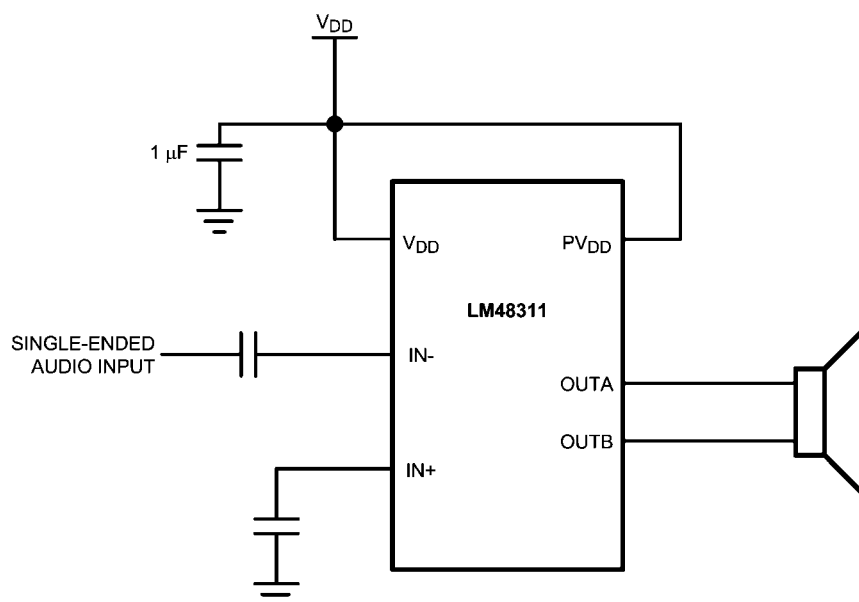 VDD
1 μF
VDD
PVDD
LM48311
SINGLE-ENDED
AUDIO INPUT
IN-
OUTA
OUTB
IN+